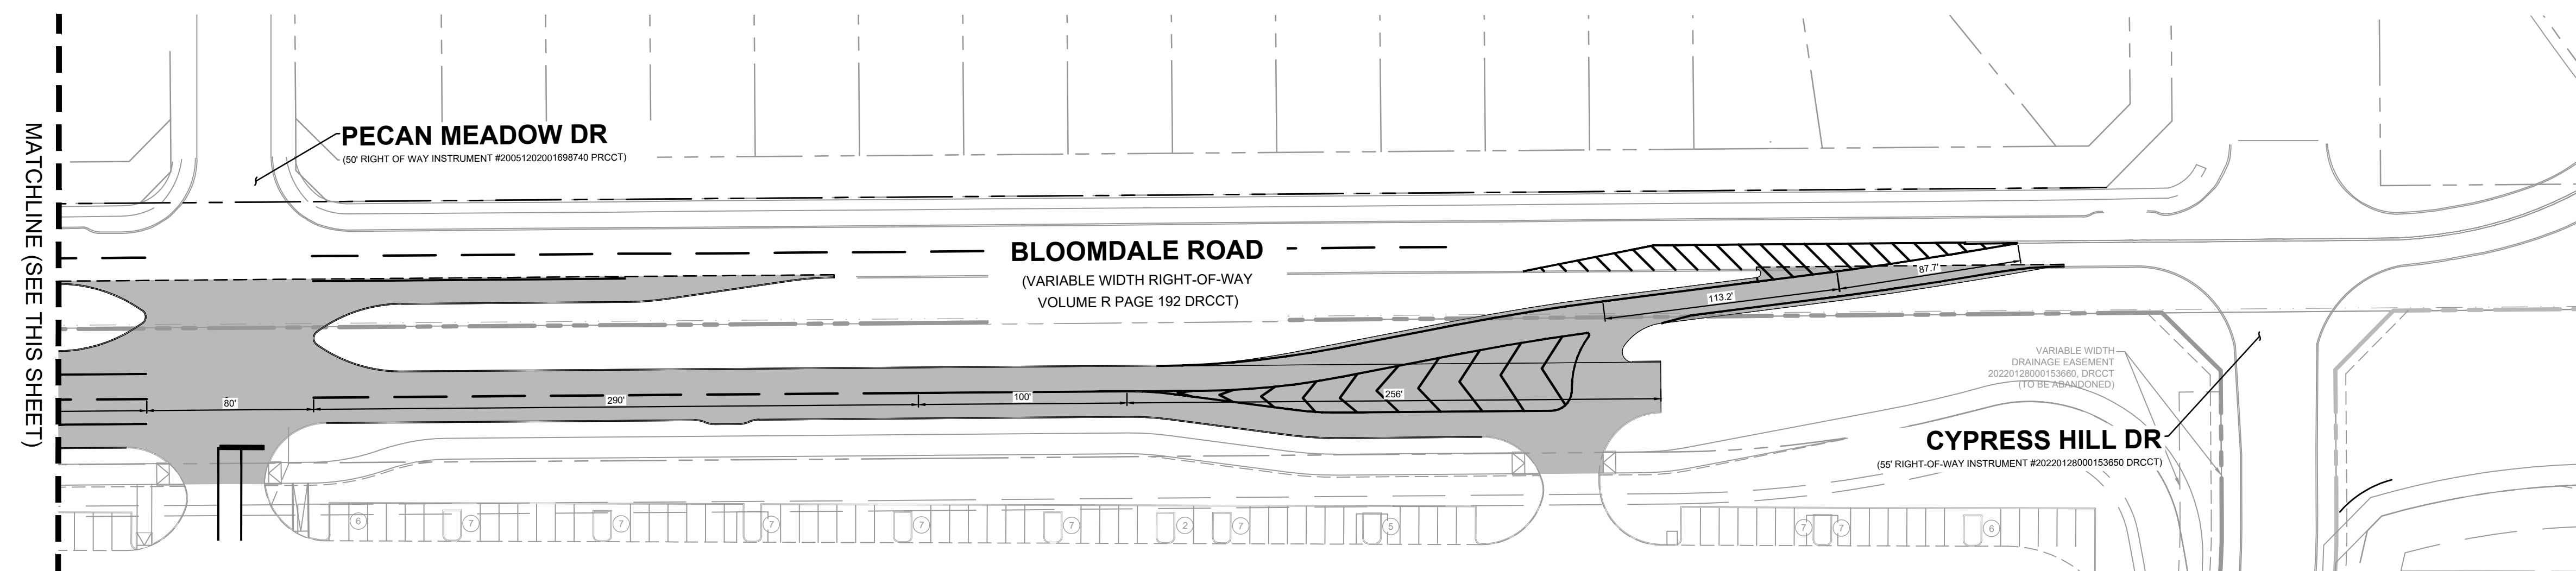 MATCHLINE (SEE THIS SHEET)
PECAN MEADOW DR
(50' RIGHT OF WAY INSTRUMENT #20051202001698740 PRCCT)
BLOOMDALE ROAD
(VARIABLE WIDTH RIGHT-OF-WAY
VOLUME R PAGE 192 DRCCT)
87.7'
113.2'
80'
290'
100'
256'
VARIABLE WIDTH
DRAINAGE EASEMENT
20220128000153660, DRCCT
(TO BE ABANDONED)
CYPRESS HILL DR
(55' RIGHT-OF-WAY INSTRUMENT #20220128000153650 DRCCT)
6
7
7
7
7
7
2
7
5
7
7
6